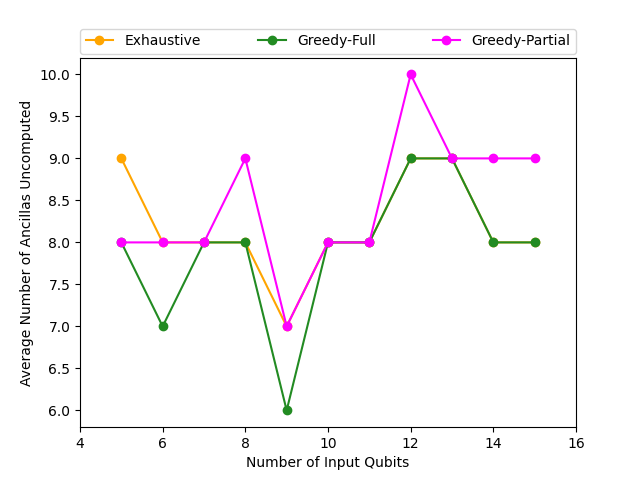 Exhaustive Greedy-Full Greedy-Partial
10.0
9.5
9.0
8.5
8.0
7.5
7.0
6.5
6.0
Average Number of Ancillas Uncomputed
4 6 8 10 12 14 16
Number of Input Qubits